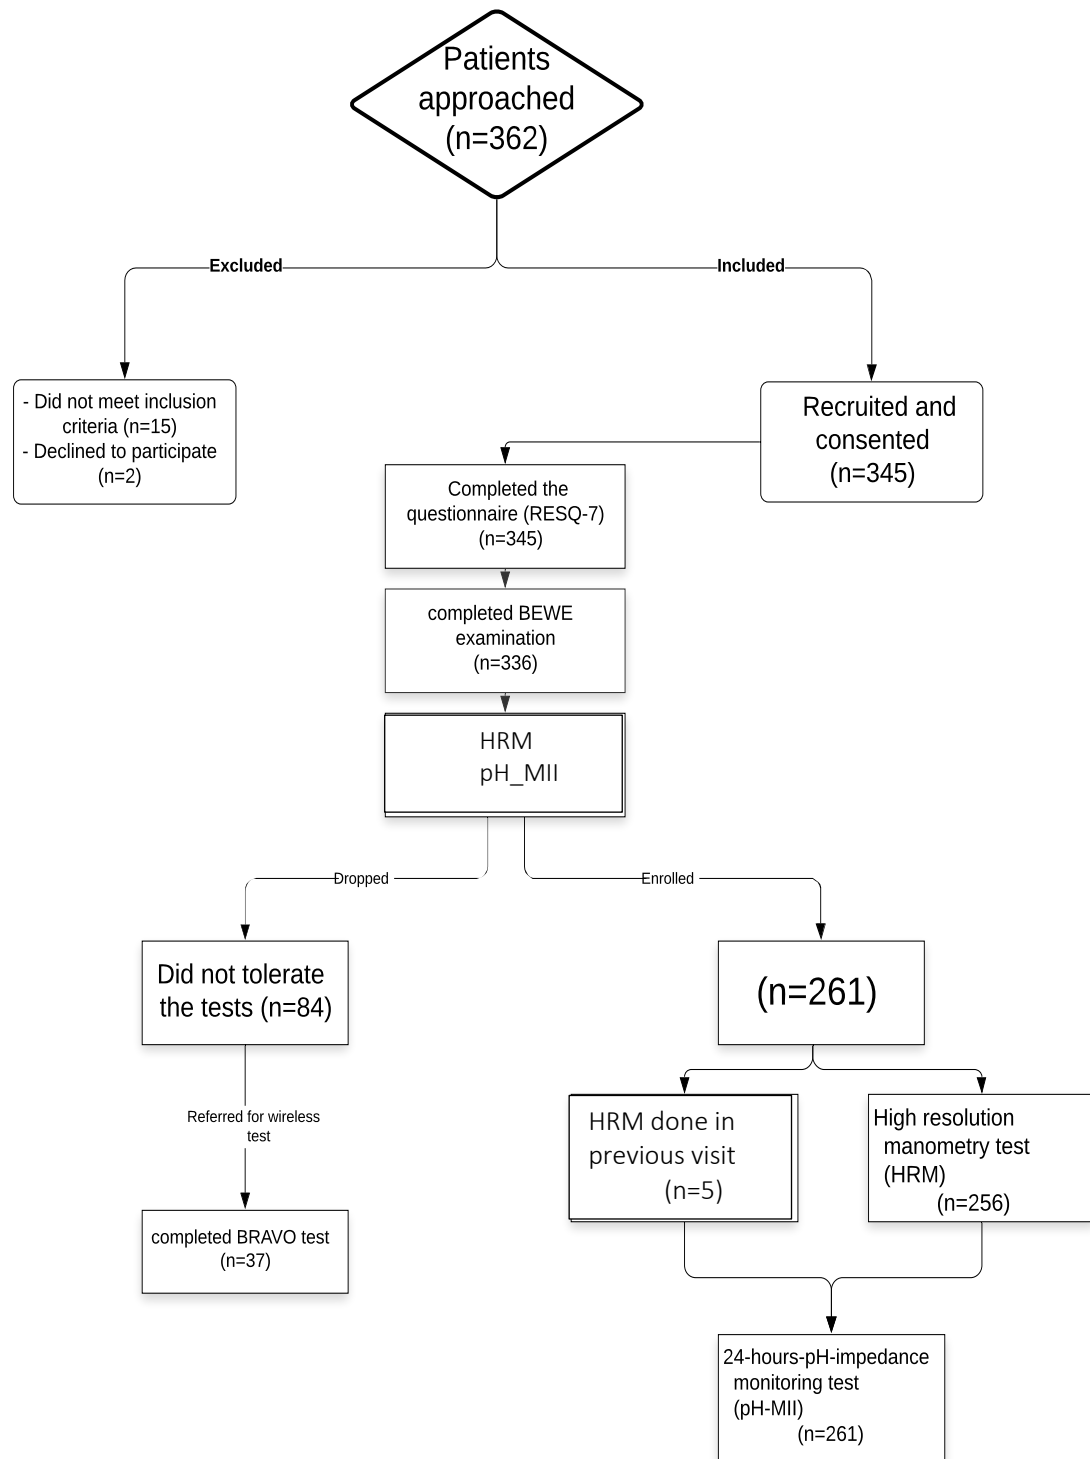 Patients
approached
(n=362)
Excluded
Included
- Did not meet inclusion
criteria (n=15)
- Declined to participate
(n=2)
Recruited and
consented
(n=345)
Completed the
questionnaire (RESQ-7)
(n=345)
completed BEWE
examination
(n=336)
HRM
pH_MII
Dropped
Enrolled
Did not tolerate
the tests (n=84)
(n=261)
Referred for wireless
test
HRM done in
previous visit
(n=5)
High resolution
manometry test
(HRM)
(n=256)
completed BRAVO test
(n=37)
24-hours-pH-impedance
monitoring test
(pH-MII)
(n=261)